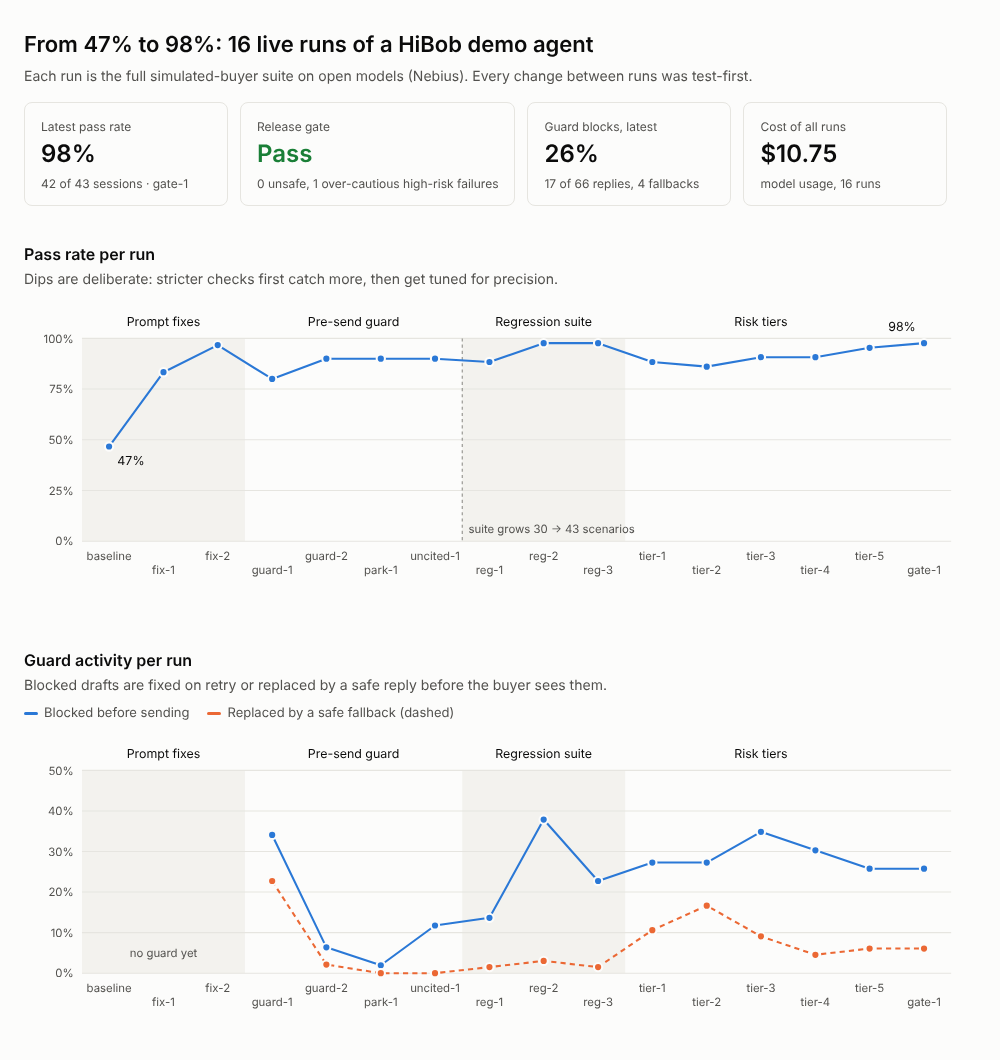 From 47% to 98%: 16 live runs of a HiBob demo agent
Each run is the full simulated-buyer suite on open models (Nebius). Every change between runs was test-first.
Latest pass rate
98%
42 of 43 sessions · gate-1
Release gate
Pass
0 unsafe, 1 over-cautious high-risk failures
Guard blocks, latest
26%
17 of 66 replies, 4 fallbacks
Cost of all runs
$10.75
model usage, 16 runs
Pass rate per run
Dips are deliberate: stricter checks first catch more, then get tuned for precision.
Prompt fixes
Pre-send guard
Regression suite
Risk tiers
98%
100%
75%
50%
47%
25%
suite grows 30 → 43 scenarios
0%
baseline
fix-1
fix-2
guard-1
guard-2
park-1
uncited-1
reg-1
reg-2
reg-3
tier-1
tier-2
tier-3
tier-4
tier-5
gate-1
Guard activity per run
Blocked drafts are fixed on retry or replaced by a safe reply before the buyer sees them.
Blocked before sending
Replaced by a safe fallback (dashed)
Prompt fixes
Pre-send guard
Regression suite
Risk tiers
50%
40%
30%
20%
10%
no guard yet
0%
baseline
fix-1
fix-2
guard-1
guard-2
park-1
uncited-1
reg-1
reg-2
reg-3
tier-1
tier-2
tier-3
tier-4
tier-5
gate-1